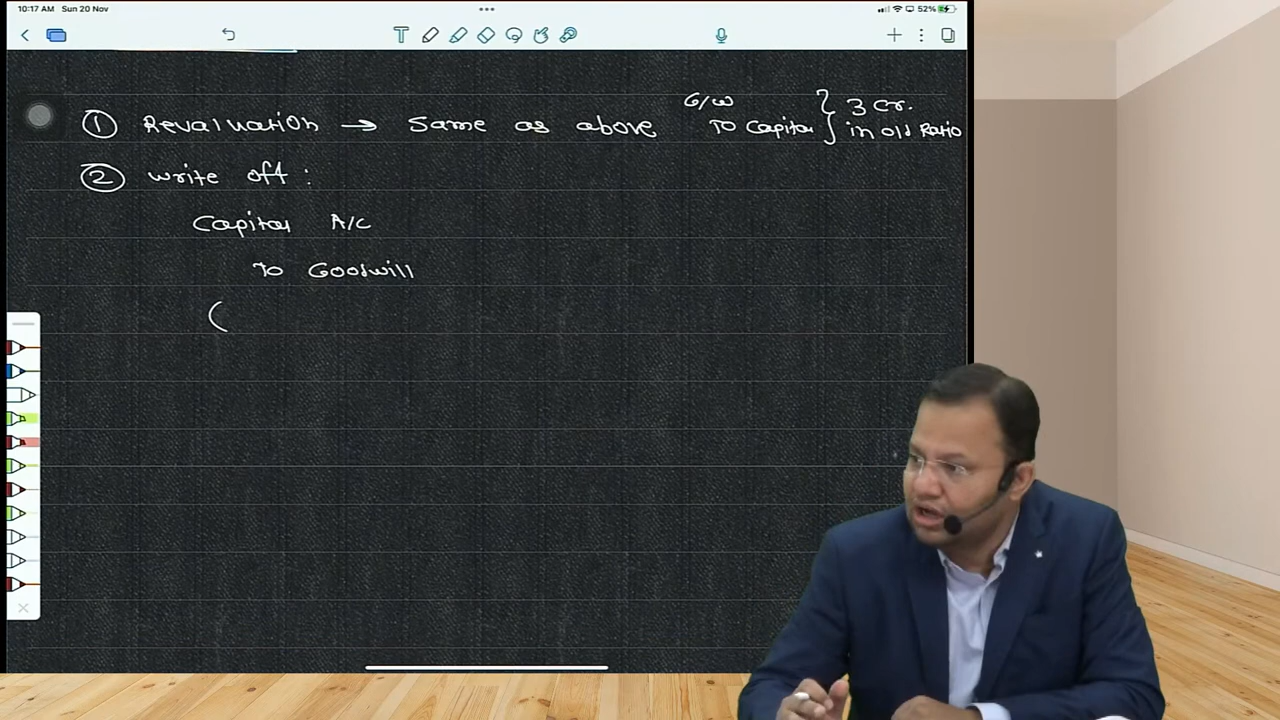 10:17 AM Sun 20 Nov
52%
① Revaluation → Same as above G/w To Capital } 3 Cr. in old Ratio
② write off :
Capital A/C
To Goodwill
(